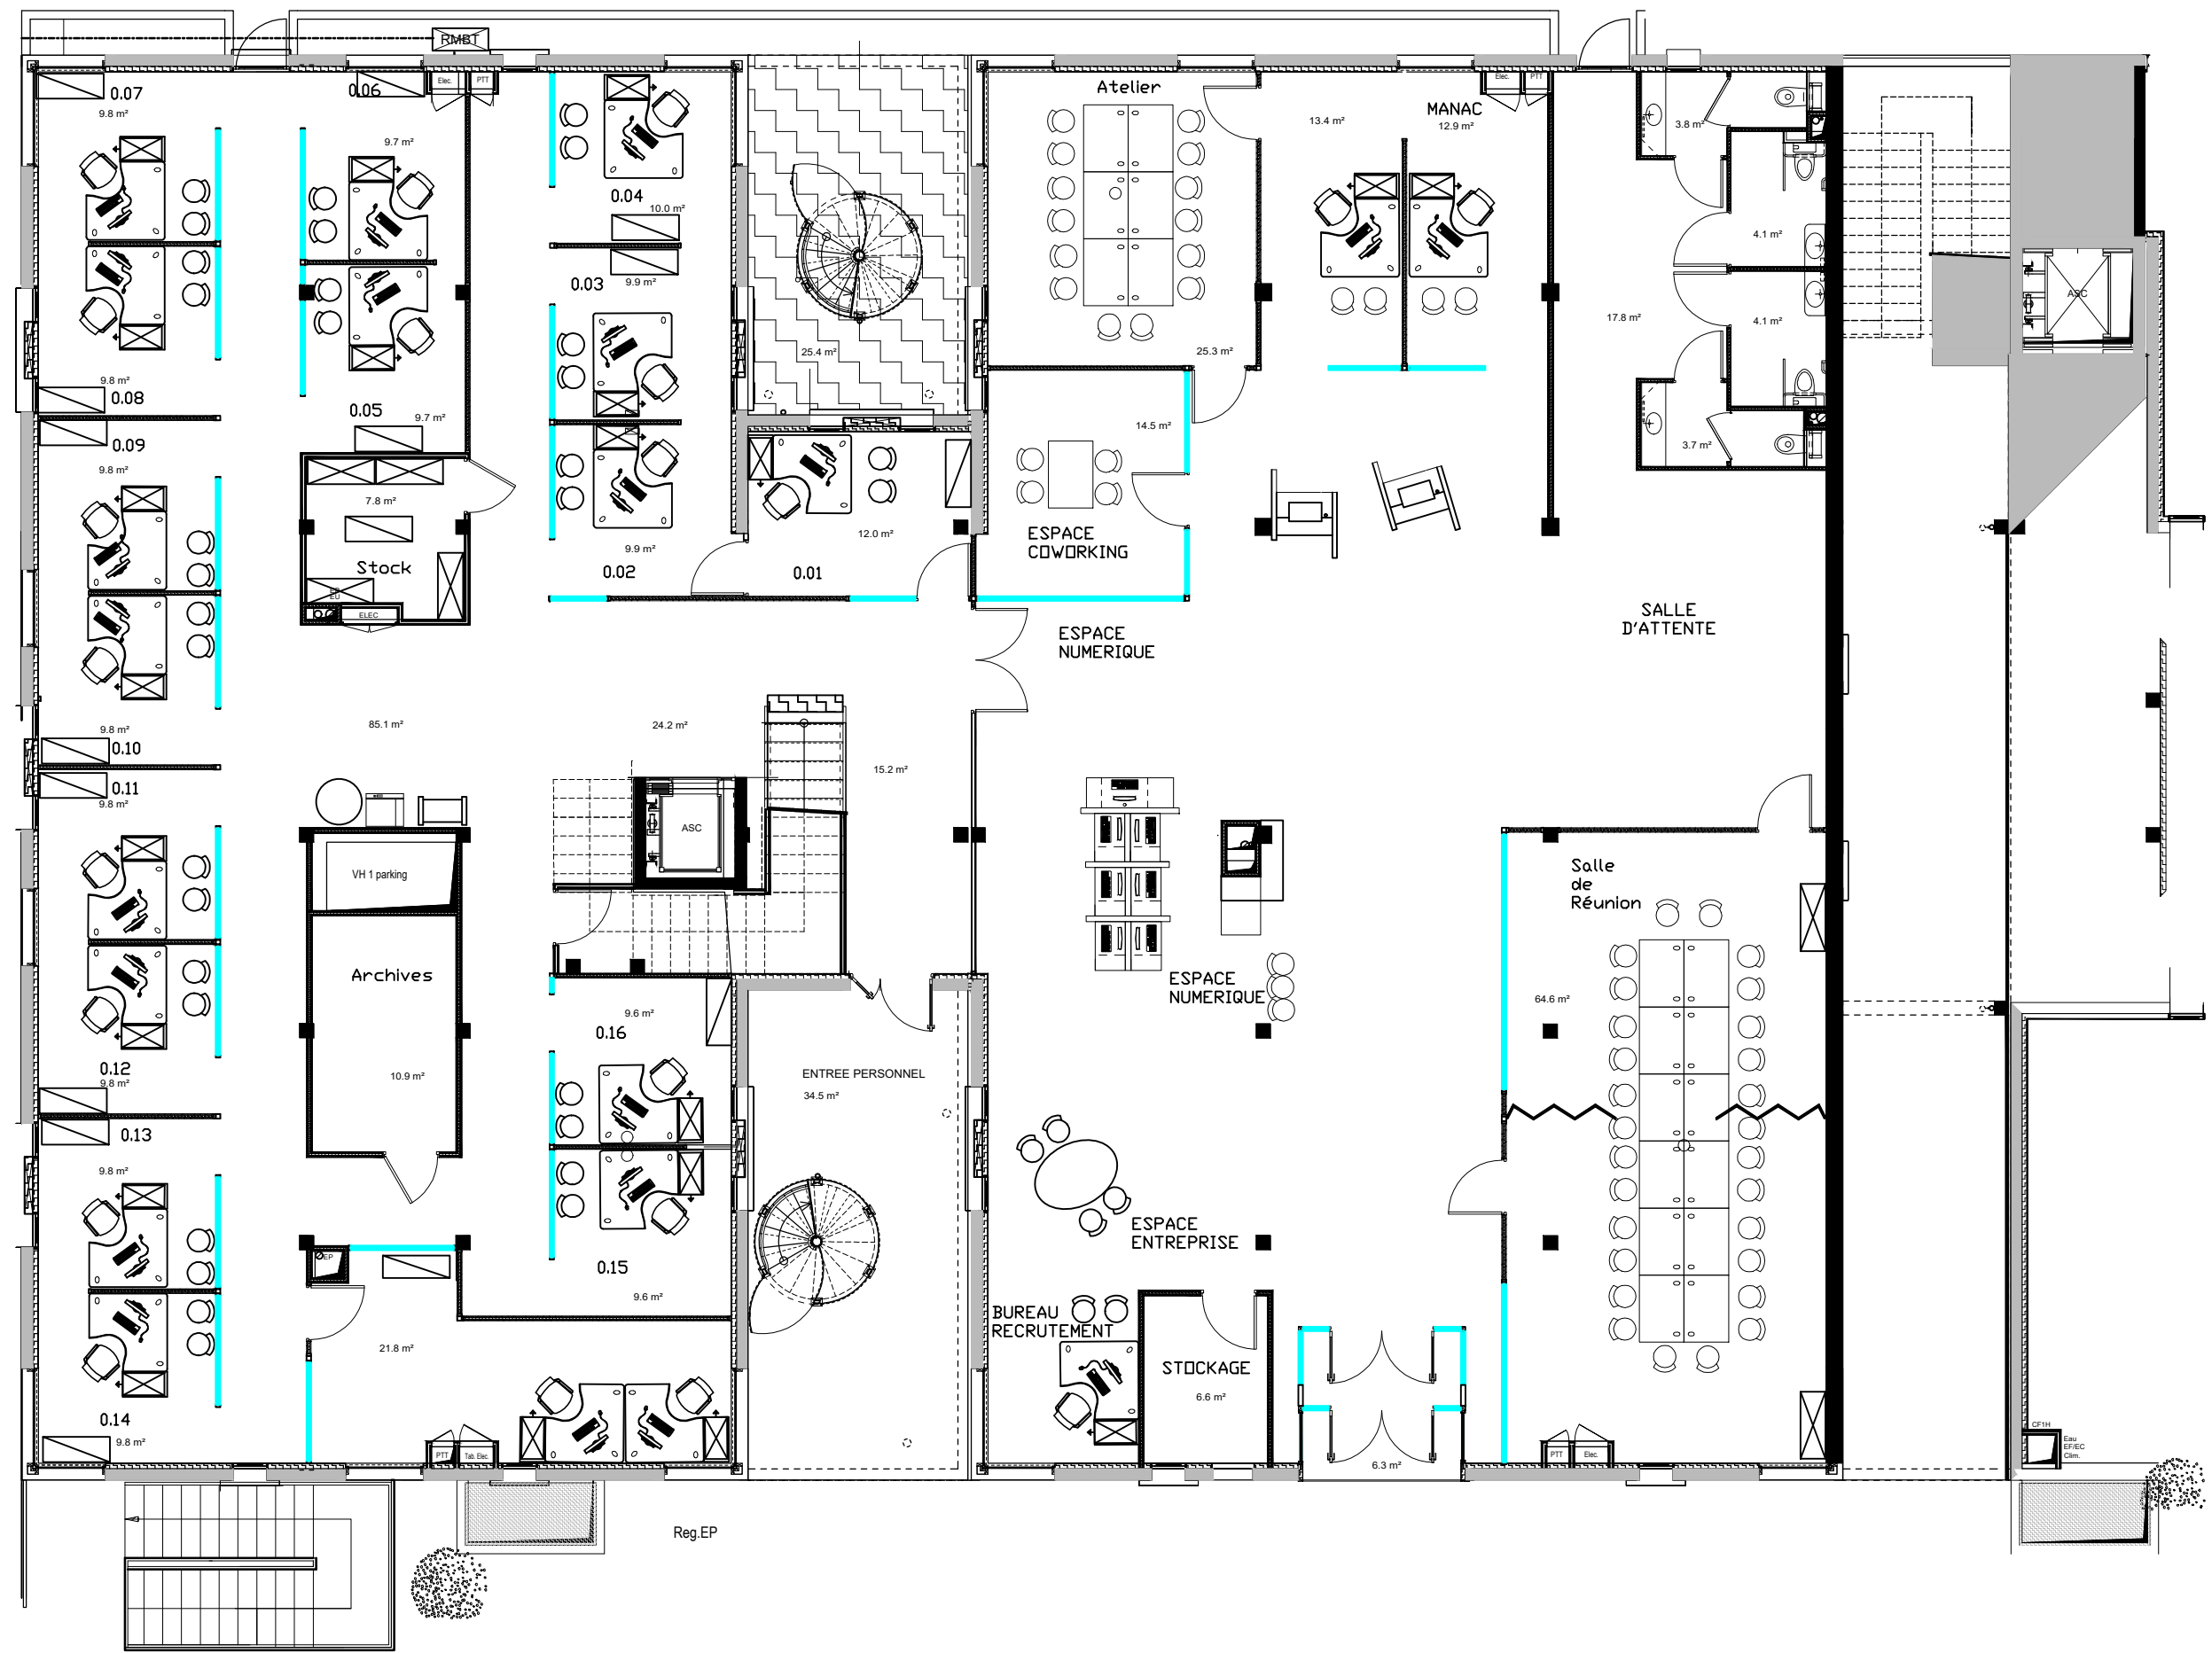 RMBT
0.07
9.8 m²
0.06
9.7 m²
Elec.
PTT
0.04
10.0 m²
0.03
9.9 m²
25.4 m²
Atelier
25.3 m²
13.4 m²
MANAC
12.9 m²
Elec.
PTT
3.8 m²
4.1 m²
17.8 m²
4.1 m²
3.7 m²
ASC
9.8 m²
0.08
0.05
9.7 m²
0.09
9.8 m²
7.8 m²
Stock
ELEC
9.9 m²
0.02
12.0 m²
0.01
14.5 m²
ESPACE
COWORKING
ESPACE
NUMERIQUE
SALLE
D'ATTENTE
9.8 m²
0.10
85.1 m²
24.2 m²
15.2 m²
0.11
9.8 m²
ASC
VH 1 parking
Archives
10.9 m²
0.12
9.8 m²
9.6 m²
0.16
ENTREE PERSONNEL
34.5 m²
ESPACE
NUMERIQUE
Salle
de
Réunion
64.6 m²
0.13
9.8 m²
EP
0.15
9.6 m²
21.8 m²
ESPACE
ENTREPRISE
BUREAU
RECRUTEMENT
STOCKAGE
6.6 m²
6.3 m²
0.14
9.8 m²
PTT
Tab. Elec.
PTT
Elec.
CF1H
Eau
EF/EC
Clim.
Reg.EP